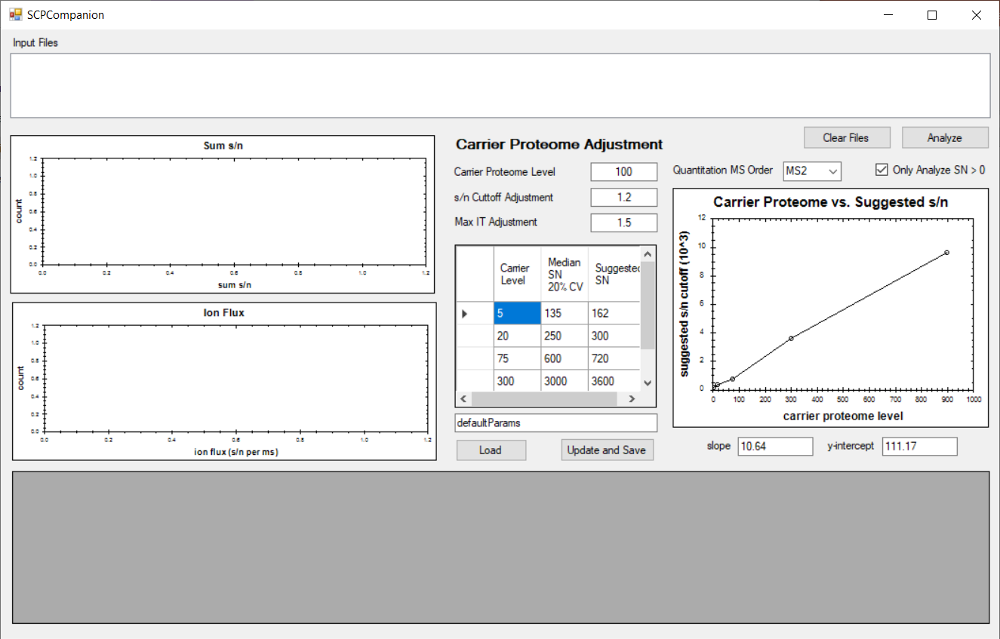 SCPCompanion
Input Files
Clear Files
Analyze
Sum s/n
1.2
1.0
0.8
0.6
0.4
0.2
0.0
count
0.0 0.2 0.4 0.6 0.8 1.0 1.2
sum s/n
Ion Flux
1.2
1.0
0.8
0.6
0.4
0.2
0.0
count
0.0 0.2 0.4 0.6 0.8 1.0 1.2
ion flux (s/n per ms)
Carrier Proteome Adjustment
Carrier Proteome Level 100
s/n Cuttoff Adjustment 1.2
Max IT Adjustment 1.5
Carrier Level
Median SN 20% CV
Suggested SN
5 135 162
20 250 300
75 600 720
300 3000 3600
defaultParams
Load
Update and Save
Quantitation MS Order MS2
Only Analyze SN > 0
Carrier Proteome vs. Suggested s/n
12
10
8
6
4
2
0
suggested s/n cutoff (10^3)
0 100 200 300 400 500 600 700 800 900 1000
carrier proteome level
slope 10.64
y-intercept 111.17